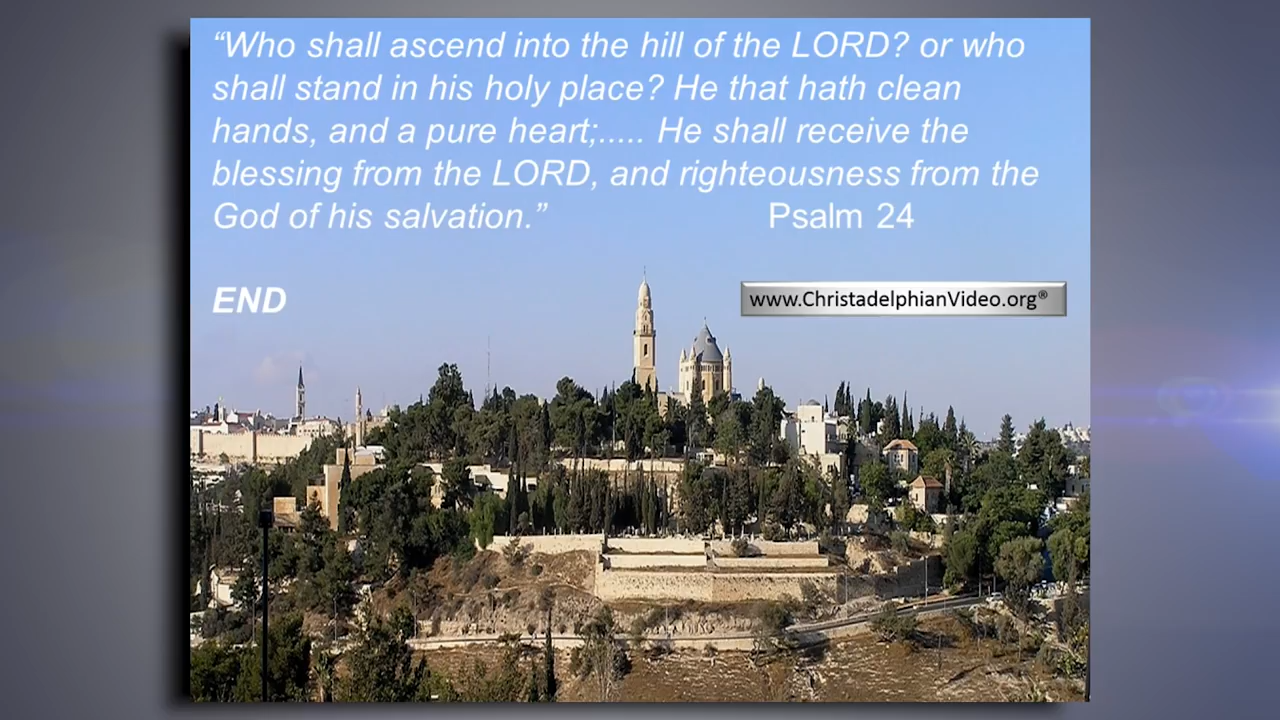 “Who shall ascend into the hill of the LORD? or who
shall stand in his holy place? He that hath clean
hands, and a pure heart;..... He shall receive the
blessing from the LORD, and righteousness from the
God of his salvation.” Psalm 24
END
www.ChristadelphianVideo.org®